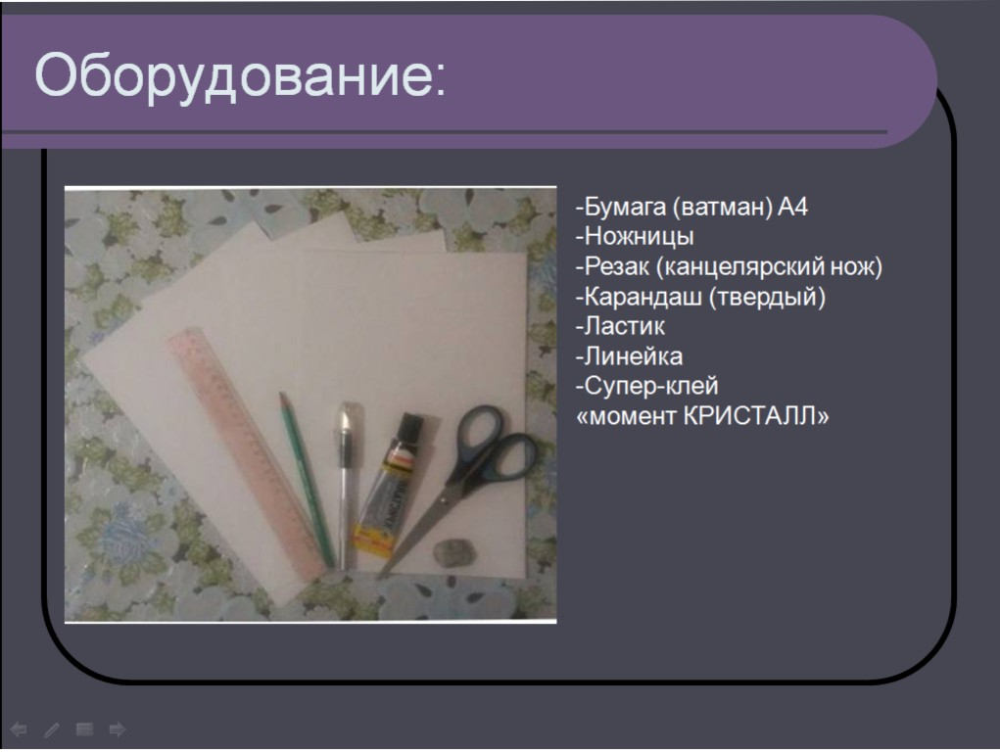 Оборудование:
-Бумага (ватман) А4
-Ножницы
-Резак (канцелярский нож)
-Карандаш (твердый)
-Ластик
-Линейка
-Супер-клей
«момент КРИСТАЛЛ»